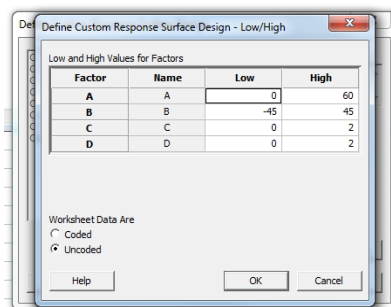 Def
Define Custom Response Surface Design - Low/High
Low and High Values for Factors
Factor Name Low High
A A 0 60
B B -45 45
C C 0 2
D D 0 2
Worksheet Data Are
Coded
Uncoded
Help OK Cancel